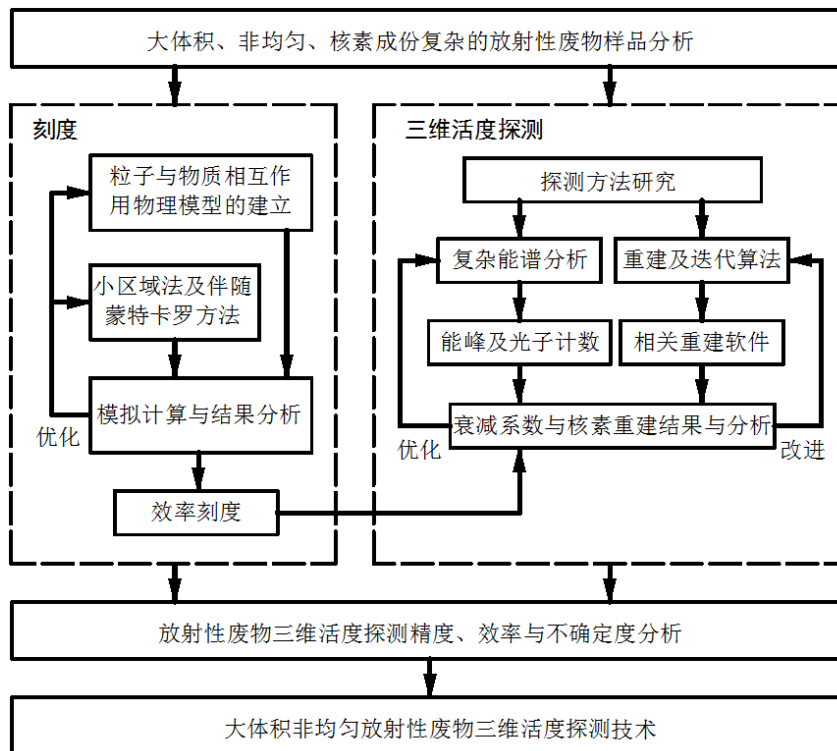 大体积、非均匀、核素成份复杂的放射性废物样品分析
刻度
粒子与物质相互作
用物理模型的建立
小区域法及伴随
蒙特卡罗方法
模拟计算与结果分析
优化
效率刻度
三维活度探测
探测方法研究
复杂能谱分析
重建及迭代算法
能峰及光子计数
相关重建软件
衰减系数与核素重建结果与分析
优化
改进
放射性废物三维活度探测精度、效率与不确定度分析
大体积非均匀放射性废物三维活度探测技术